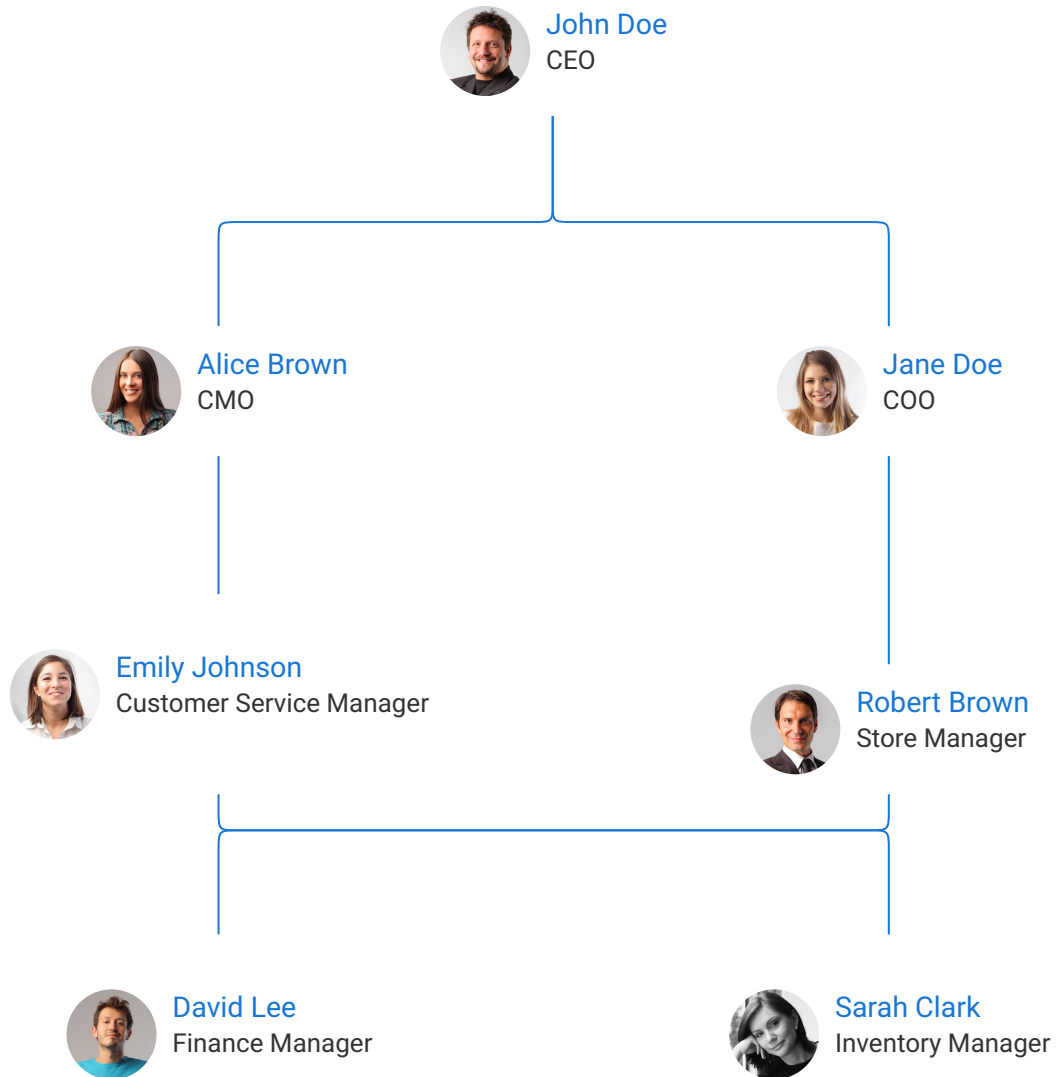 John Doe
CEO
Alice Brown
CMO
Jane Doe
COO
Emily Johnson
Customer Service Manager
Robert Brown
Store Manager
David Lee
Finance Manager
Sarah Clark
Inventory Manager